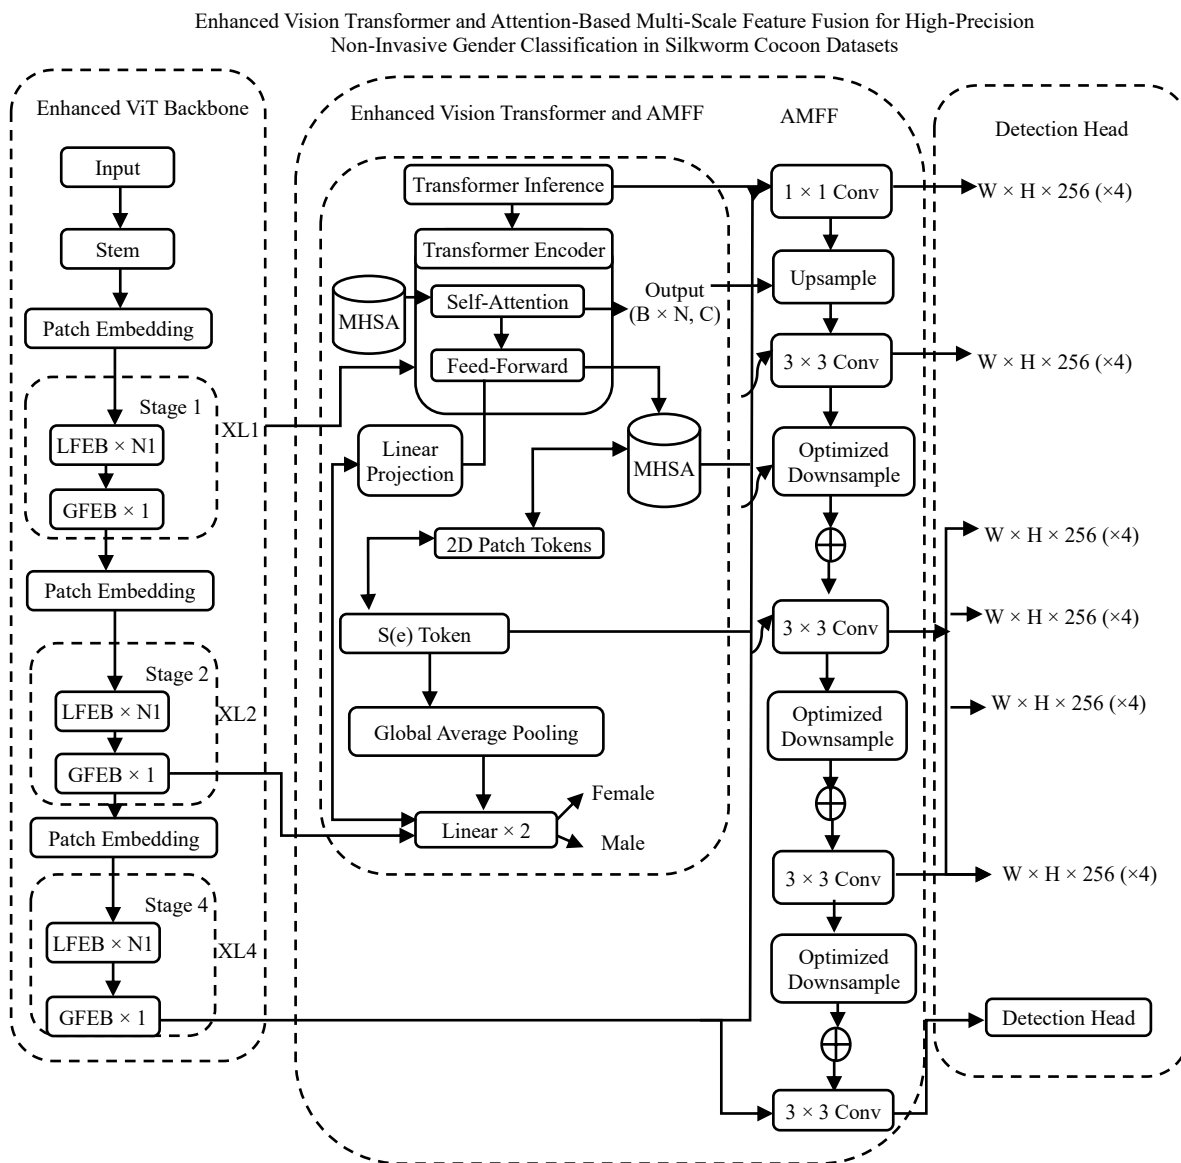 Enhanced Vision Transformer and Attention-Based Multi-Scale Feature Fusion for High-Precision
Non-Invasive Gender Classification in Silkworm Cocoon Datasets
Enhanced ViT Backbone
Input
Stem
Patch Embedding
Stage 1
LFEB × N1
GFEB × 1
XL1
Patch Embedding
Stage 2
LFEB × N1
GFEB × 1
XL2
Patch Embedding
Stage 4
LFEB × N1
GFEB × 1
XL4
Enhanced Vision Transformer and AMFF
Transformer Inference
Transformer Encoder
MHSA
Self-Attention
Output
(B × N, C)
Feed-Forward
Linear
Projection
MHSA
2D Patch Tokens
S(e) Token
Global Average Pooling
Linear × 2
Female
Male
AMFF
1 × 1 Conv
Upsample
3 × 3 Conv
Optimized
Downsample
3 × 3 Conv
Optimized
Downsample
3 × 3 Conv
Optimized
Downsample
3 × 3 Conv
Detection Head
W × H × 256 (×4)
W × H × 256 (×4)
W × H × 256 (×4)
W × H × 256 (×4)
W × H × 256 (×4)
W × H × 256 (×4)
Detection Head